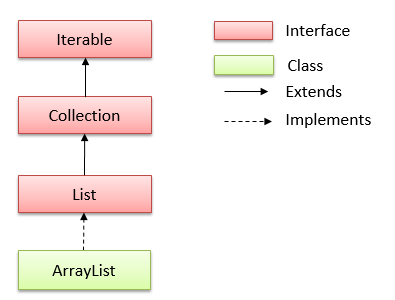 Iterable
Collection
List
ArrayList
Interface
Class
Extends
Implements